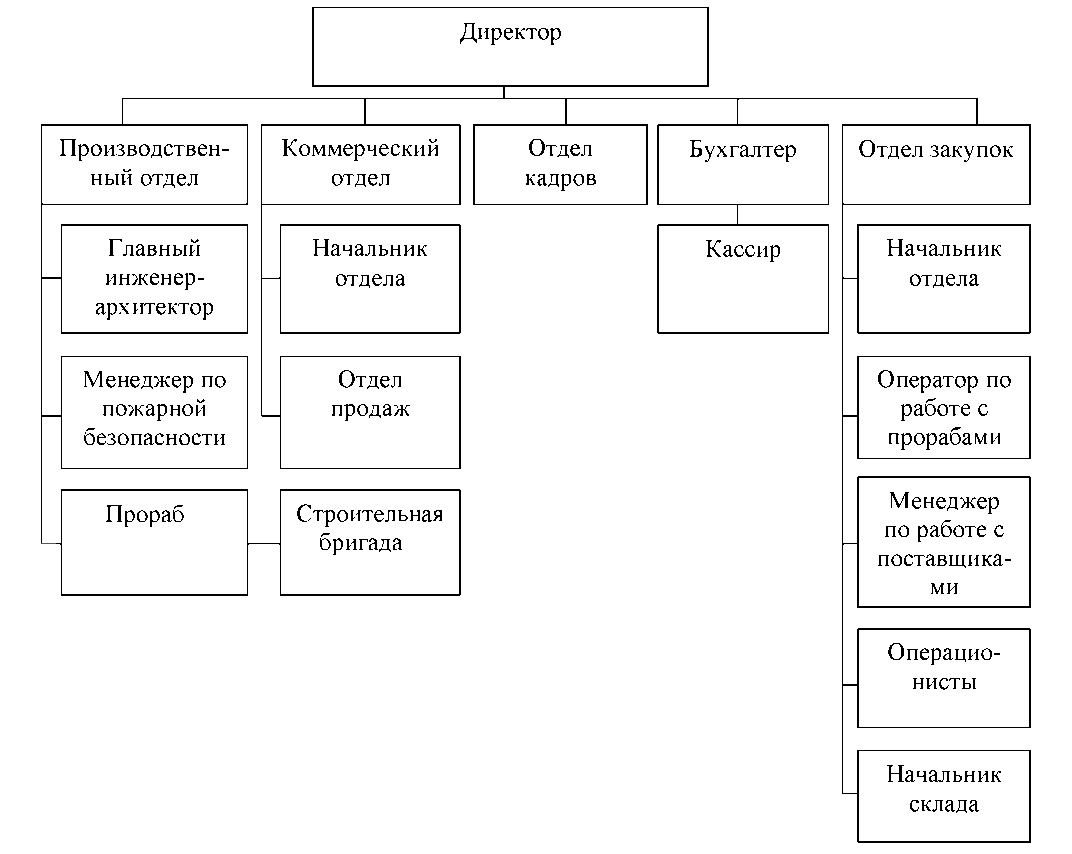 Директор
Производствен-
ный отдел
Коммерческий
отдел
Отдел
кадров
Бухгалтер
Отдел закупок
Главный
инженер-
архитектор
Начальник
отдела
Кассир
Начальник
отдела
Менеджер по
пожарной
безопасности
Отдел
продаж
Оператор по
работе с
прорабами
Прораб
Строительная
бригада
Менеджер
по работе с
поставщика-
ми
Операцио-
нисты
Начальник
склада